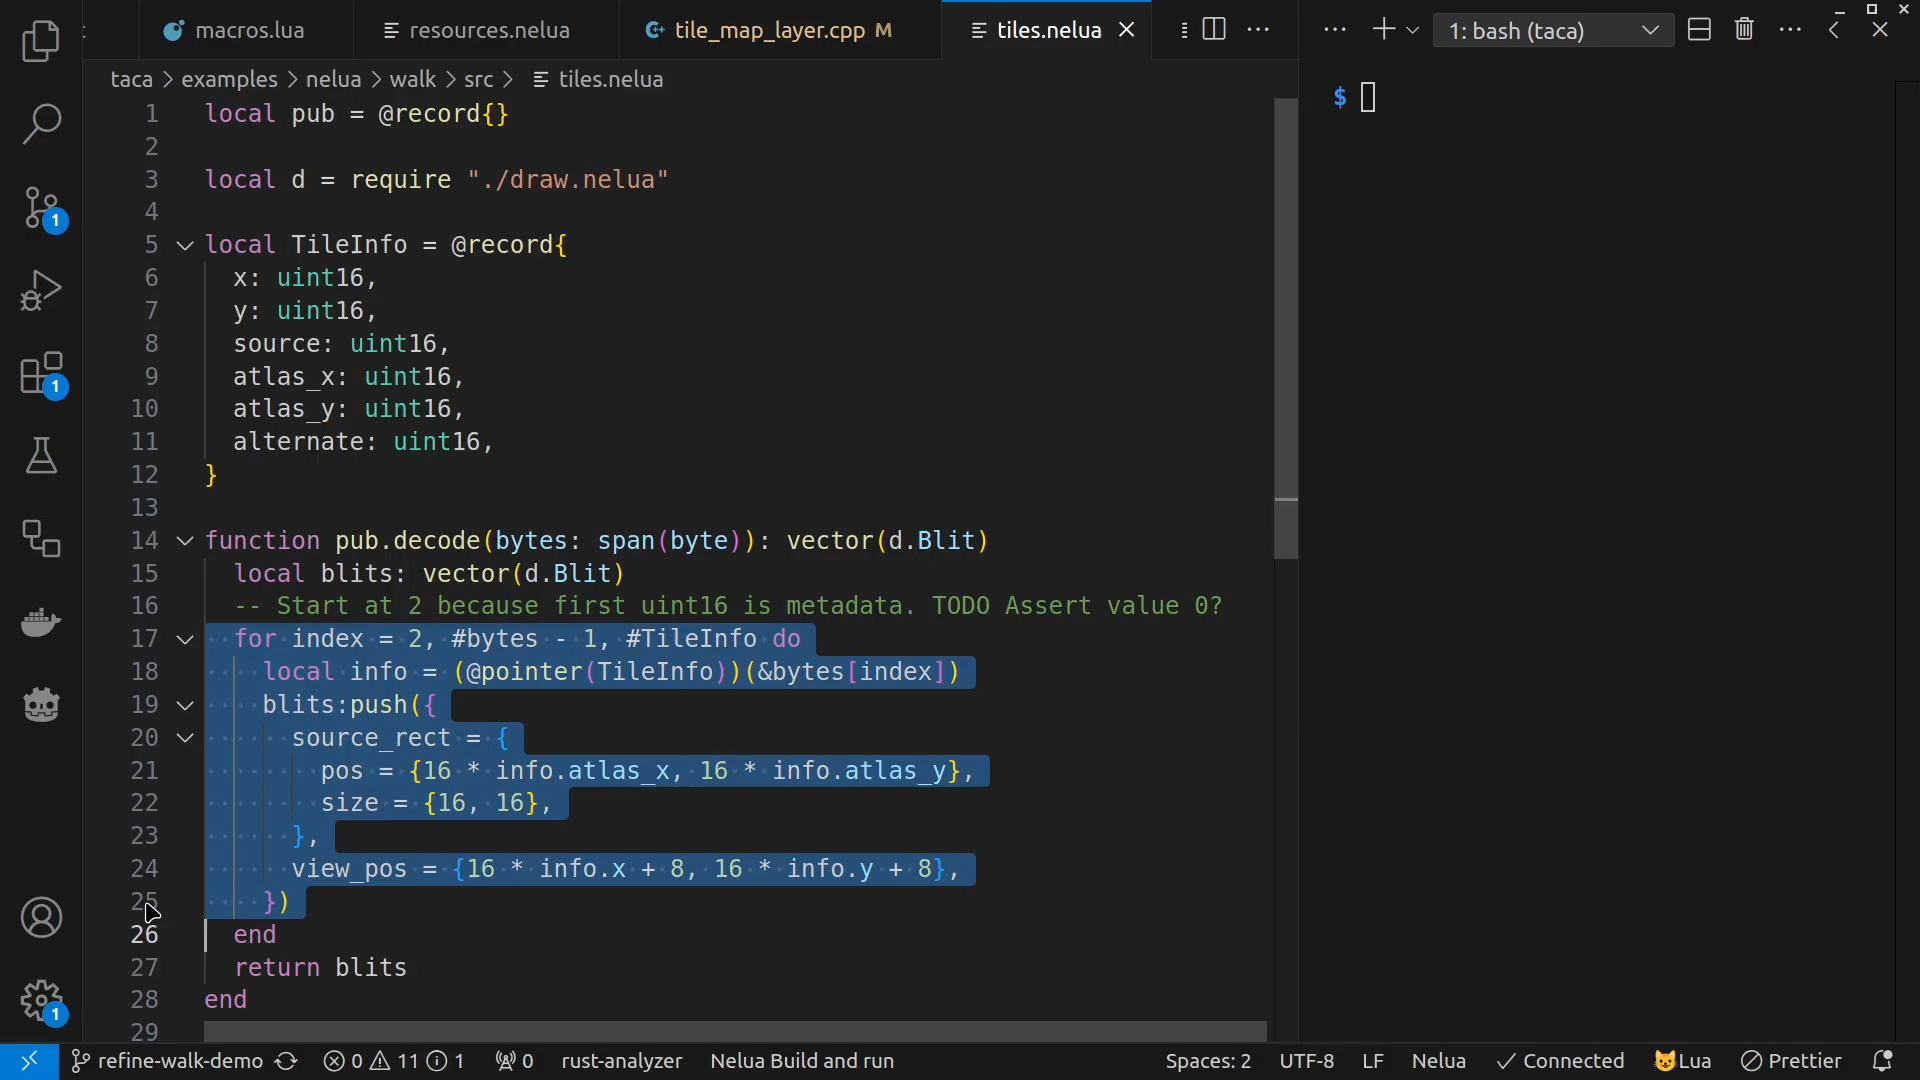 macros.lua
resources.nelua
tile_map_layer.cpp M
tiles.nelua
1: bash (taca)
taca > examples > nelua > walk > src > tiles.nelua
$
1 local pub = @record{}
2
3 local d = require "./draw.nelua"
4
5 local TileInfo = @record{
6 x: uint16,
7 y: uint16,
8 source: uint16,
9 atlas_x: uint16,
10 atlas_y: uint16,
11 alternate: uint16,
12 }
13
14 function pub.decode(bytes: span(byte)): vector(d.Blit)
15 local blits: vector(d.Blit)
16 -- Start at 2 because first uint16 is metadata. TODO Assert value 0?
17 for index = 2, #bytes - 1, #TileInfo do
18 local info = (@pointer(TileInfo))(&bytes[index])
19 blits:push({
20 source_rect = {
21 pos = {16 * info.atlas_x, 16 * info.atlas_y},
22 size = {16, 16},
23 },
24 view_pos = {16 * info.x + 8, 16 * info.y + 8},
25 })
26 end
27 return blits
28 end
29
1
1
1
refine-walk-demo 0 11 1 0 rust-analyzer Nelua Build and run Spaces: 2 UTF-8 LF Nelua Connected Lua Prettier